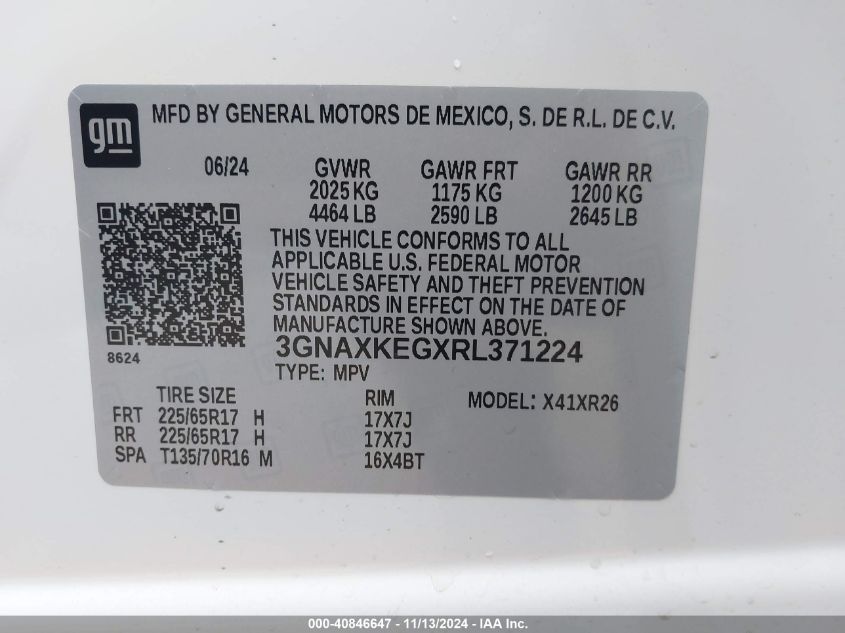 gm
MFD BY GENERAL MOTORS DE MEXICO, S. DE R.L. DE C.V.
06/24 GVWR GAWR FRT GAWR RR
2025 KG 1175 KG 1200 KG
4464 LB 2590 LB 2645 LB
THIS VEHICLE CONFORMS TO ALL
APPLICABLE U.S. FEDERAL MOTOR
VEHICLE SAFETY AND THEFT PREVENTION
STANDARDS IN EFFECT ON THE DATE OF
MANUFACTURE SHOWN ABOVE.
8624
3GNAXKEGXRL371224
TYPE: MPV
TIRE SIZE RIM MODEL: X41XR26
FRT 225/65R17 H 17X7J
RR 225/65R17 H 17X7J
SPA T135/70R16 M 16X4BT
000-40846647 - 11/13/2024 - IAA Inc.